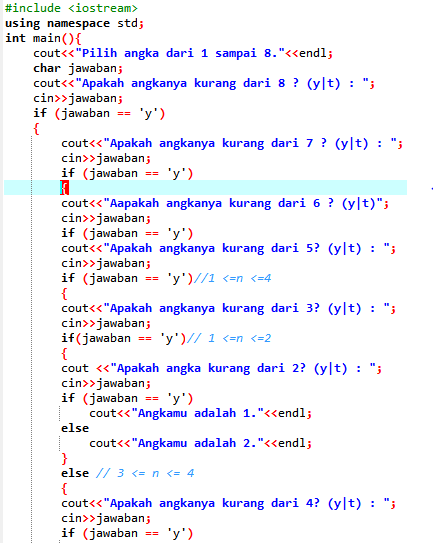 #include <iostream>
using namespace std;
int main(){
cout<<"Pilih angka dari 1 sampai 8."<<endl;
char jawaban;
cout<<"Apakah angkanya kurang dari 8 ? (y|t) : ";
cin>>jawaban;
if (jawaban == 'y')
{
cout<<"Apakah angkanya kurang dari 7 ? (y|t) : ";
cin>>jawaban;
if (jawaban == 'y')
{
cout<<"Aapakah angkanya kurang dari 6 ? (y|t)";
cin>>jawaban;
if (jawaban == 'y')
cout<<"Apakah angkanya kurang dari 5? (y|t) : ";
cin>>jawaban;
if (jawaban == 'y')//1 <=n <=4
{
cout<<"Apakah angkanya kurang dari 3? (y|t) : ";
cin>>jawaban;
if(jawaban == 'y')// 1 <=n <=2
{
cout <<"Apakah angka kurang dari 2? (y|t) : ";
cin>>jawaban;
if (jawaban == 'y')
cout<<"Angkamu adalah 1."<<endl;
else
cout<<"Angkamu adalah 2."<<endl;
}
else // 3 <= n <= 4
{
cout<<"Apakah angkanya kurang dari 4? (y|t) : ";
cin>>jawaban;
if (jawaban == 'y')